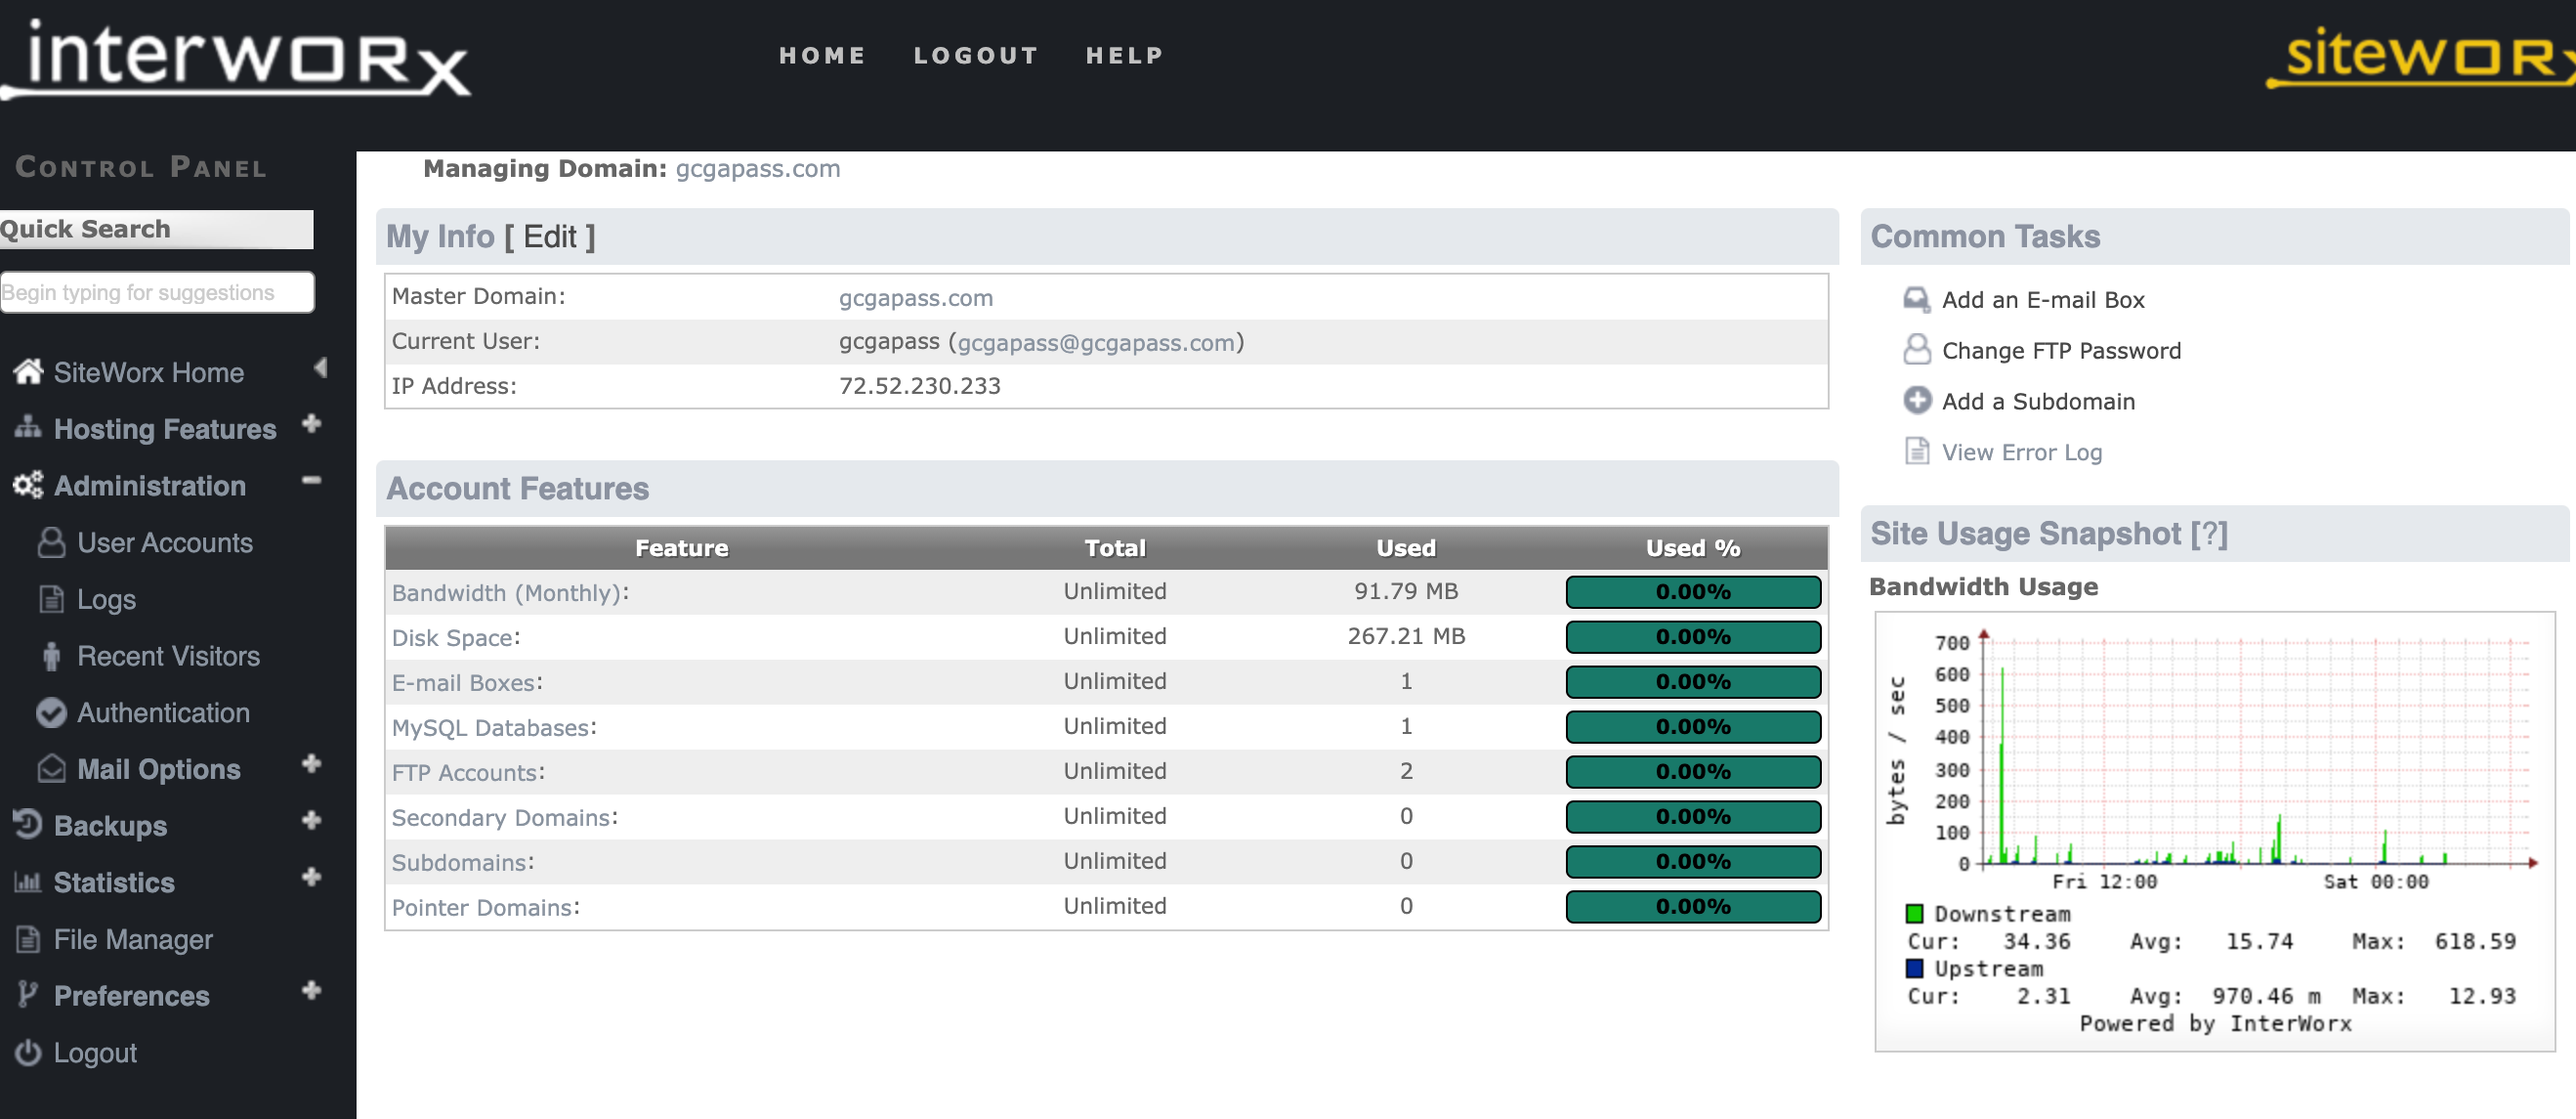 interworx
HOME LOGOUT HELP
siteworx
CONTROL PANEL
Quick Search
Begin typing for suggestions
SiteWorx Home
Hosting Features
Administration
User Accounts
Logs
Recent Visitors
Authentication
Mail Options
Backups
Statistics
File Manager
Preferences
Logout
Managing Domain: gcgapass.com
My Info [ Edit ]
Master Domain: gcgapass.com
Current User: gcgapass (gcgapass@gcgapass.com)
IP Address: 72.52.230.233
Account Features
Feature Total Used Used %
Bandwidth (Monthly): Unlimited 91.79 MB 0.00%
Disk Space: Unlimited 267.21 MB 0.00%
E-mail Boxes: Unlimited 1 0.00%
MySQL Databases: Unlimited 1 0.00%
FTP Accounts: Unlimited 2 0.00%
Secondary Domains: Unlimited 0 0.00%
Subdomains: Unlimited 0 0.00%
Pointer Domains: Unlimited 0 0.00%
Common Tasks
Add an E-mail Box
Change FTP Password
Add a Subdomain
View Error Log
Site Usage Snapshot [?]
Bandwidth Usage
bytes / sec
700
600
500
400
300
200
100
0
Fri 12:00 Sat 00:00
Downstream
Cur: 34.36 Avg: 15.74 Max: 618.59
Upstream
Cur: 2.31 Avg: 970.46 m Max: 12.93
Powered by InterWorx